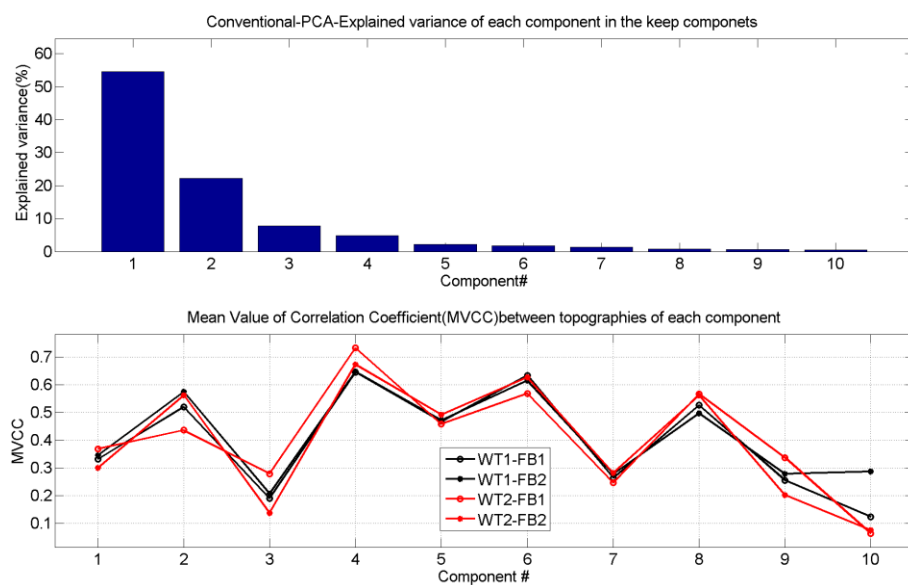 Conventional-PCA-Explained variance of each component in the keep componets
Explained variance(%)
60
50
40
30
20
10
0
1 2 3 4 5 6 7 8 9 10
Component#
Mean Value of Correlation Coefficient(MVCC)between topographies of each component
MVCC
0.7
0.6
0.5
0.4
0.3
0.2
0.1
WT1-FB1
WT1-FB2
WT2-FB1
WT2-FB2
1 2 3 4 5 6 7 8 9 10
Component #